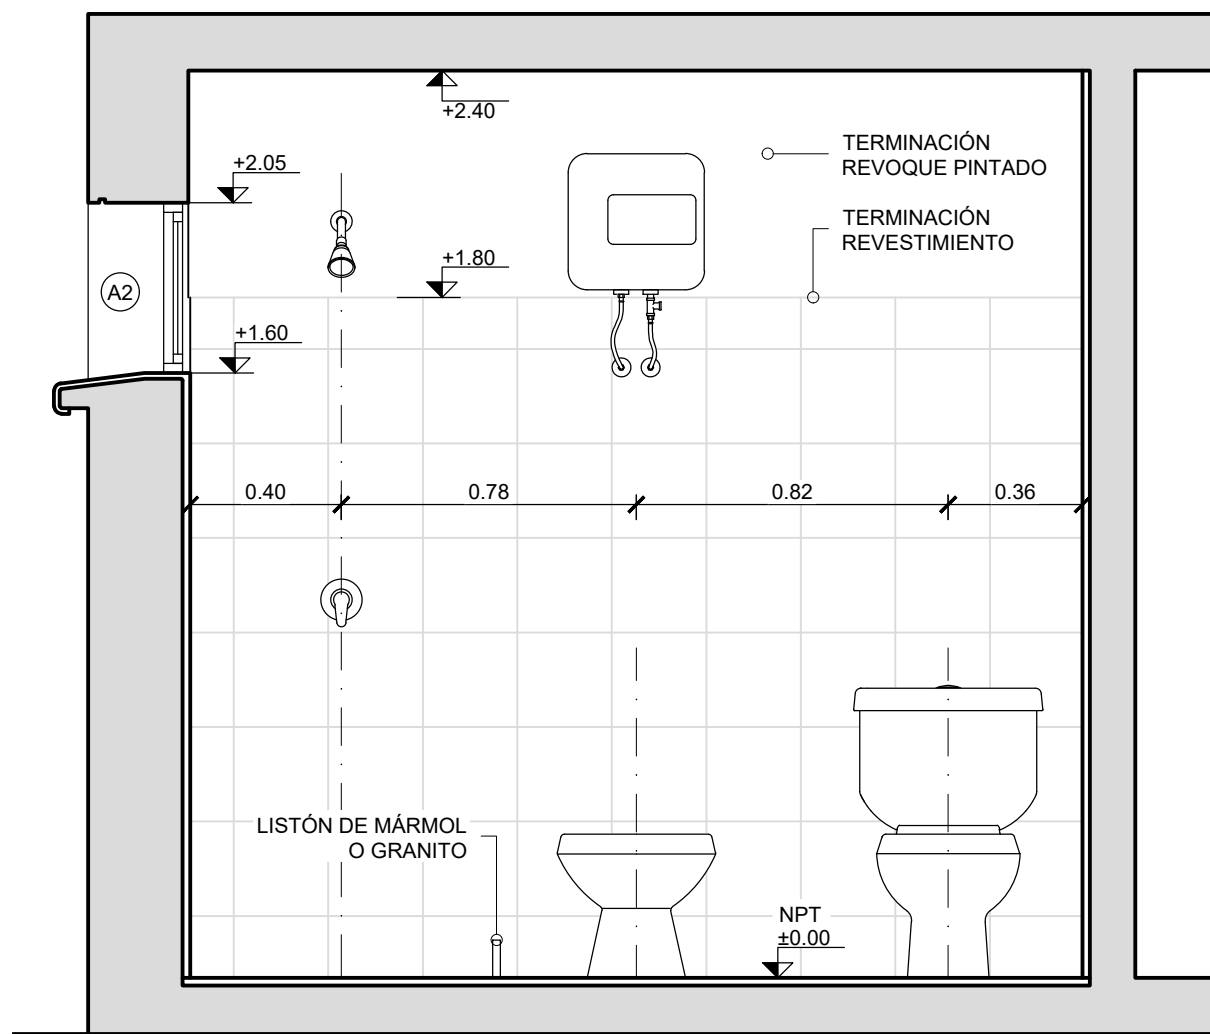 +2.40
TERMINACIÓN
REVOQUE PINTADO
+2.05
TERMINACIÓN
REVESTIMIENTO
+1.80
A2
+1.60
0.40
0.78
0.82
0.36
LISTÓN DE MÁRMOL
O GRANITO
NPT
±0.00